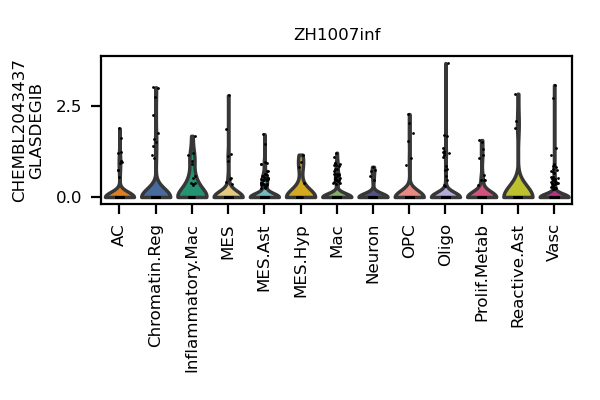 ZH1007inf
CHEMBL2043437
GLASDEGIB
2.5
0.0
AC
Chromatin.Reg
Inflammatory.Mac
MES
MES.Ast
MES.Hyp
Mac
Neuron
OPC
Oligo
Prolif.Metab
Reactive.Ast
Vasc